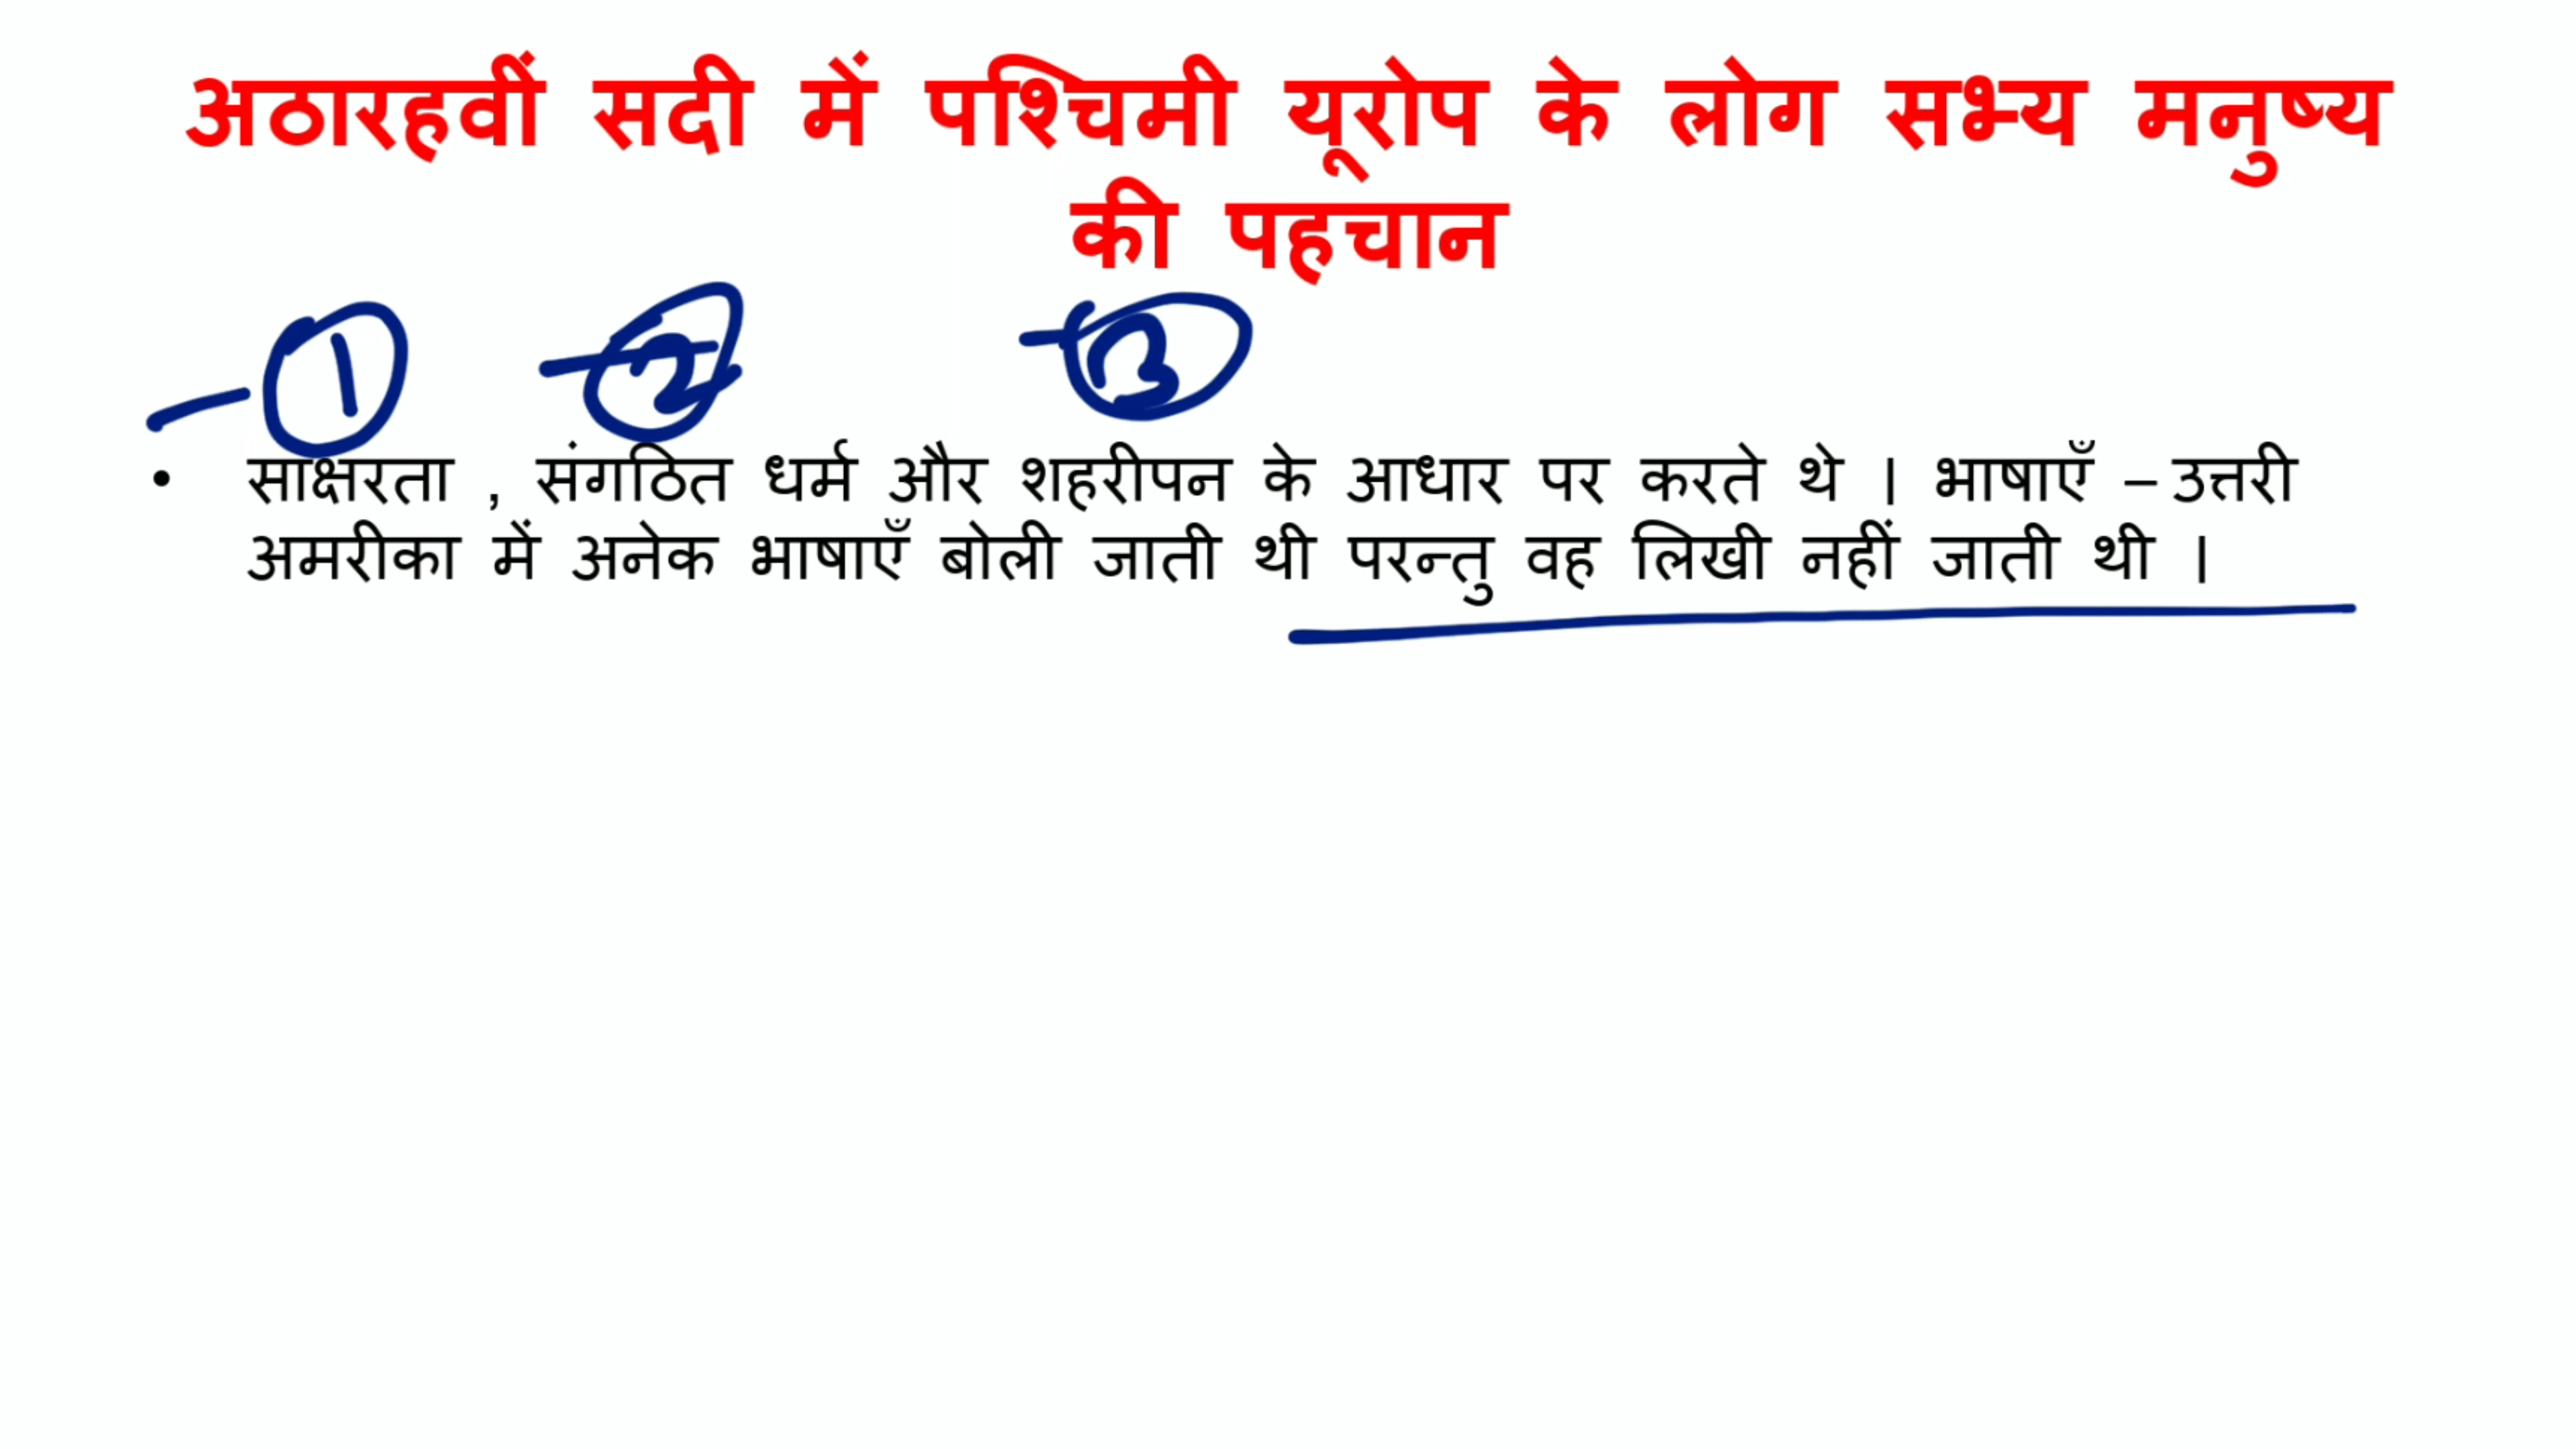 अठारहवीं सदी में पश्चिमी यूरोप के लोग सभ्य मनुष्य
की पहचान
1 2 3
• साक्षरता , संगठित धर्म और शहरीपन के आधार पर करते थे । भाषाएँ – उत्तरी
अमरीका में अनेक भाषाएँ बोली जाती थी परन्तु वह लिखी नहीं जाती थी ।